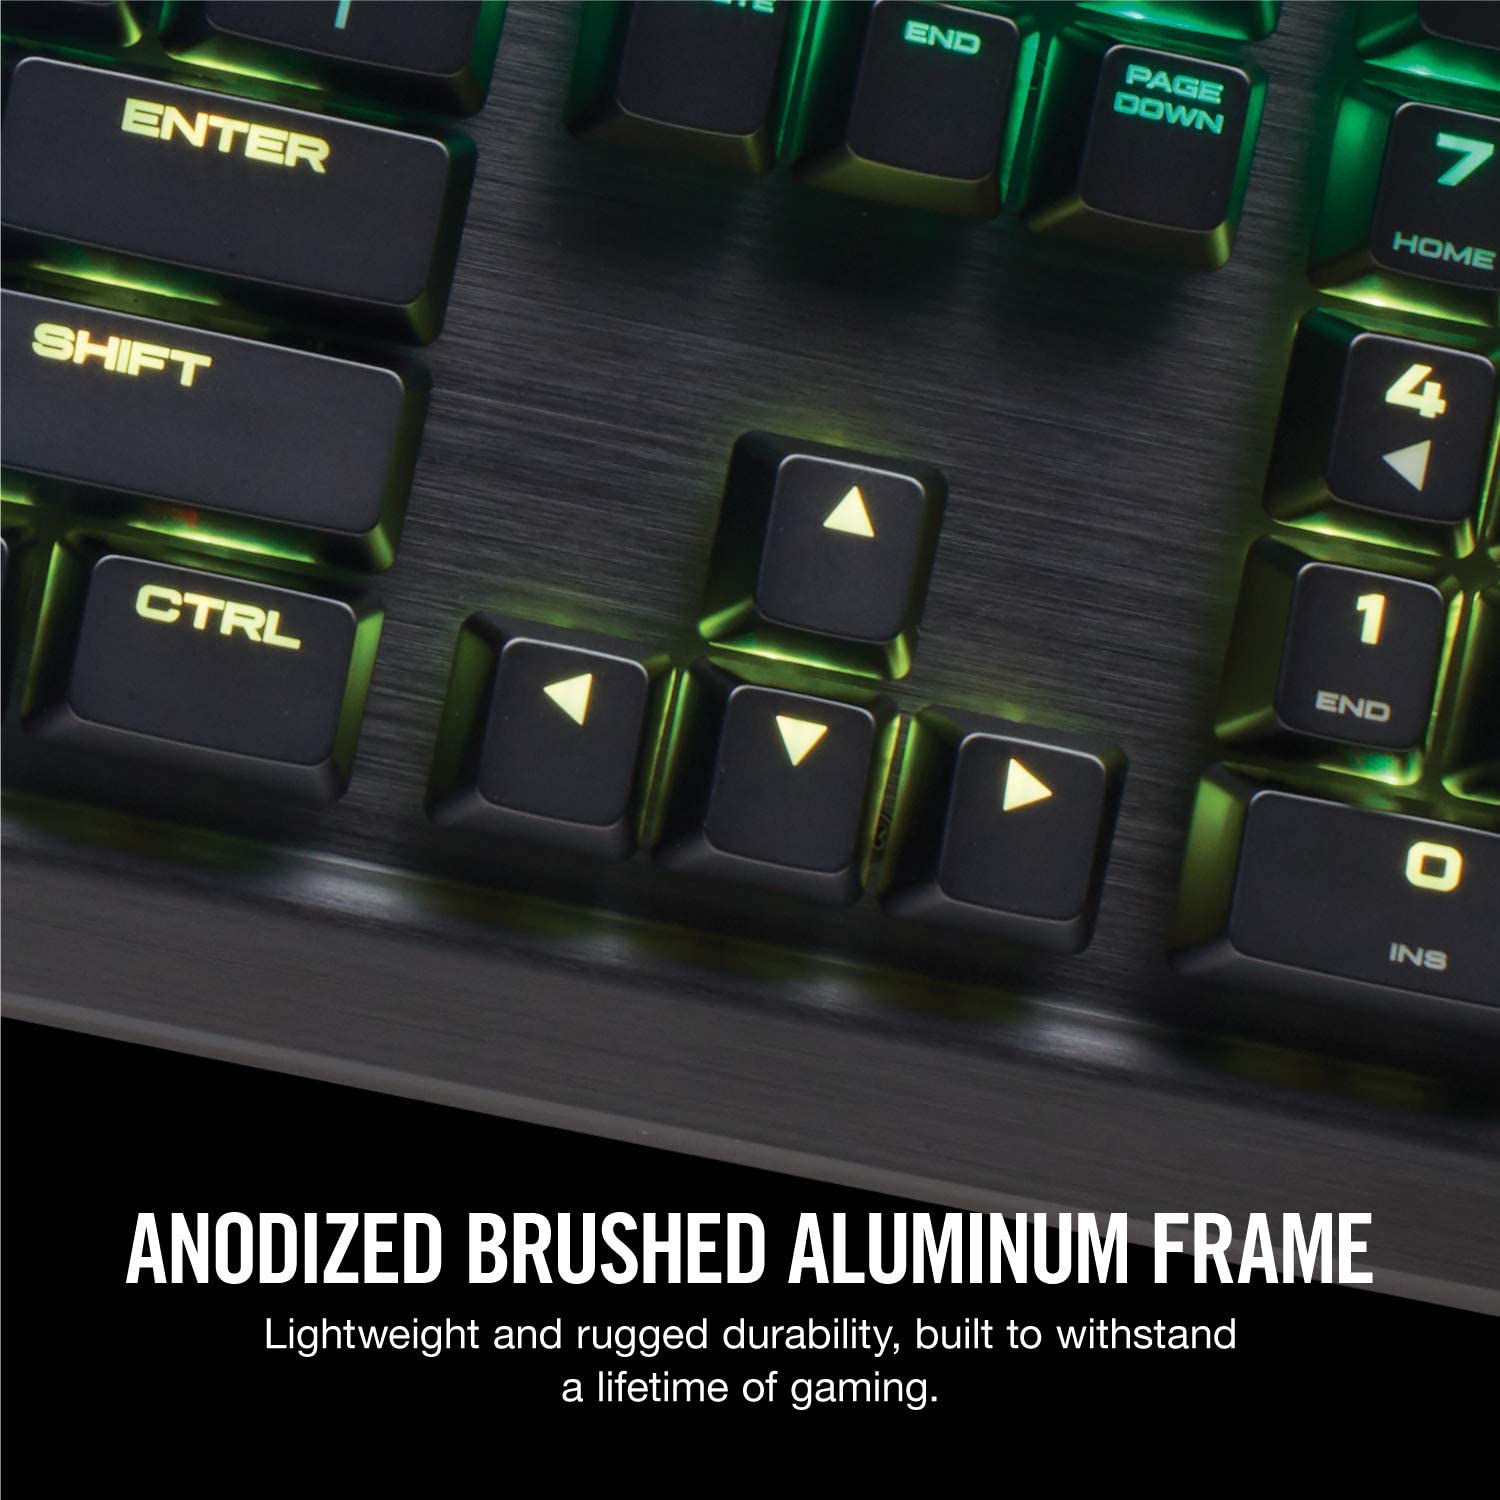 END
PAGE
DOWN
ENTER
7
HOME
SHIFT
4
CTRL
1
END
0
INS
ANODIZED BRUSHED ALUMINUM FRAME
Lightweight and rugged durability, built to withstand
a lifetime of gaming.